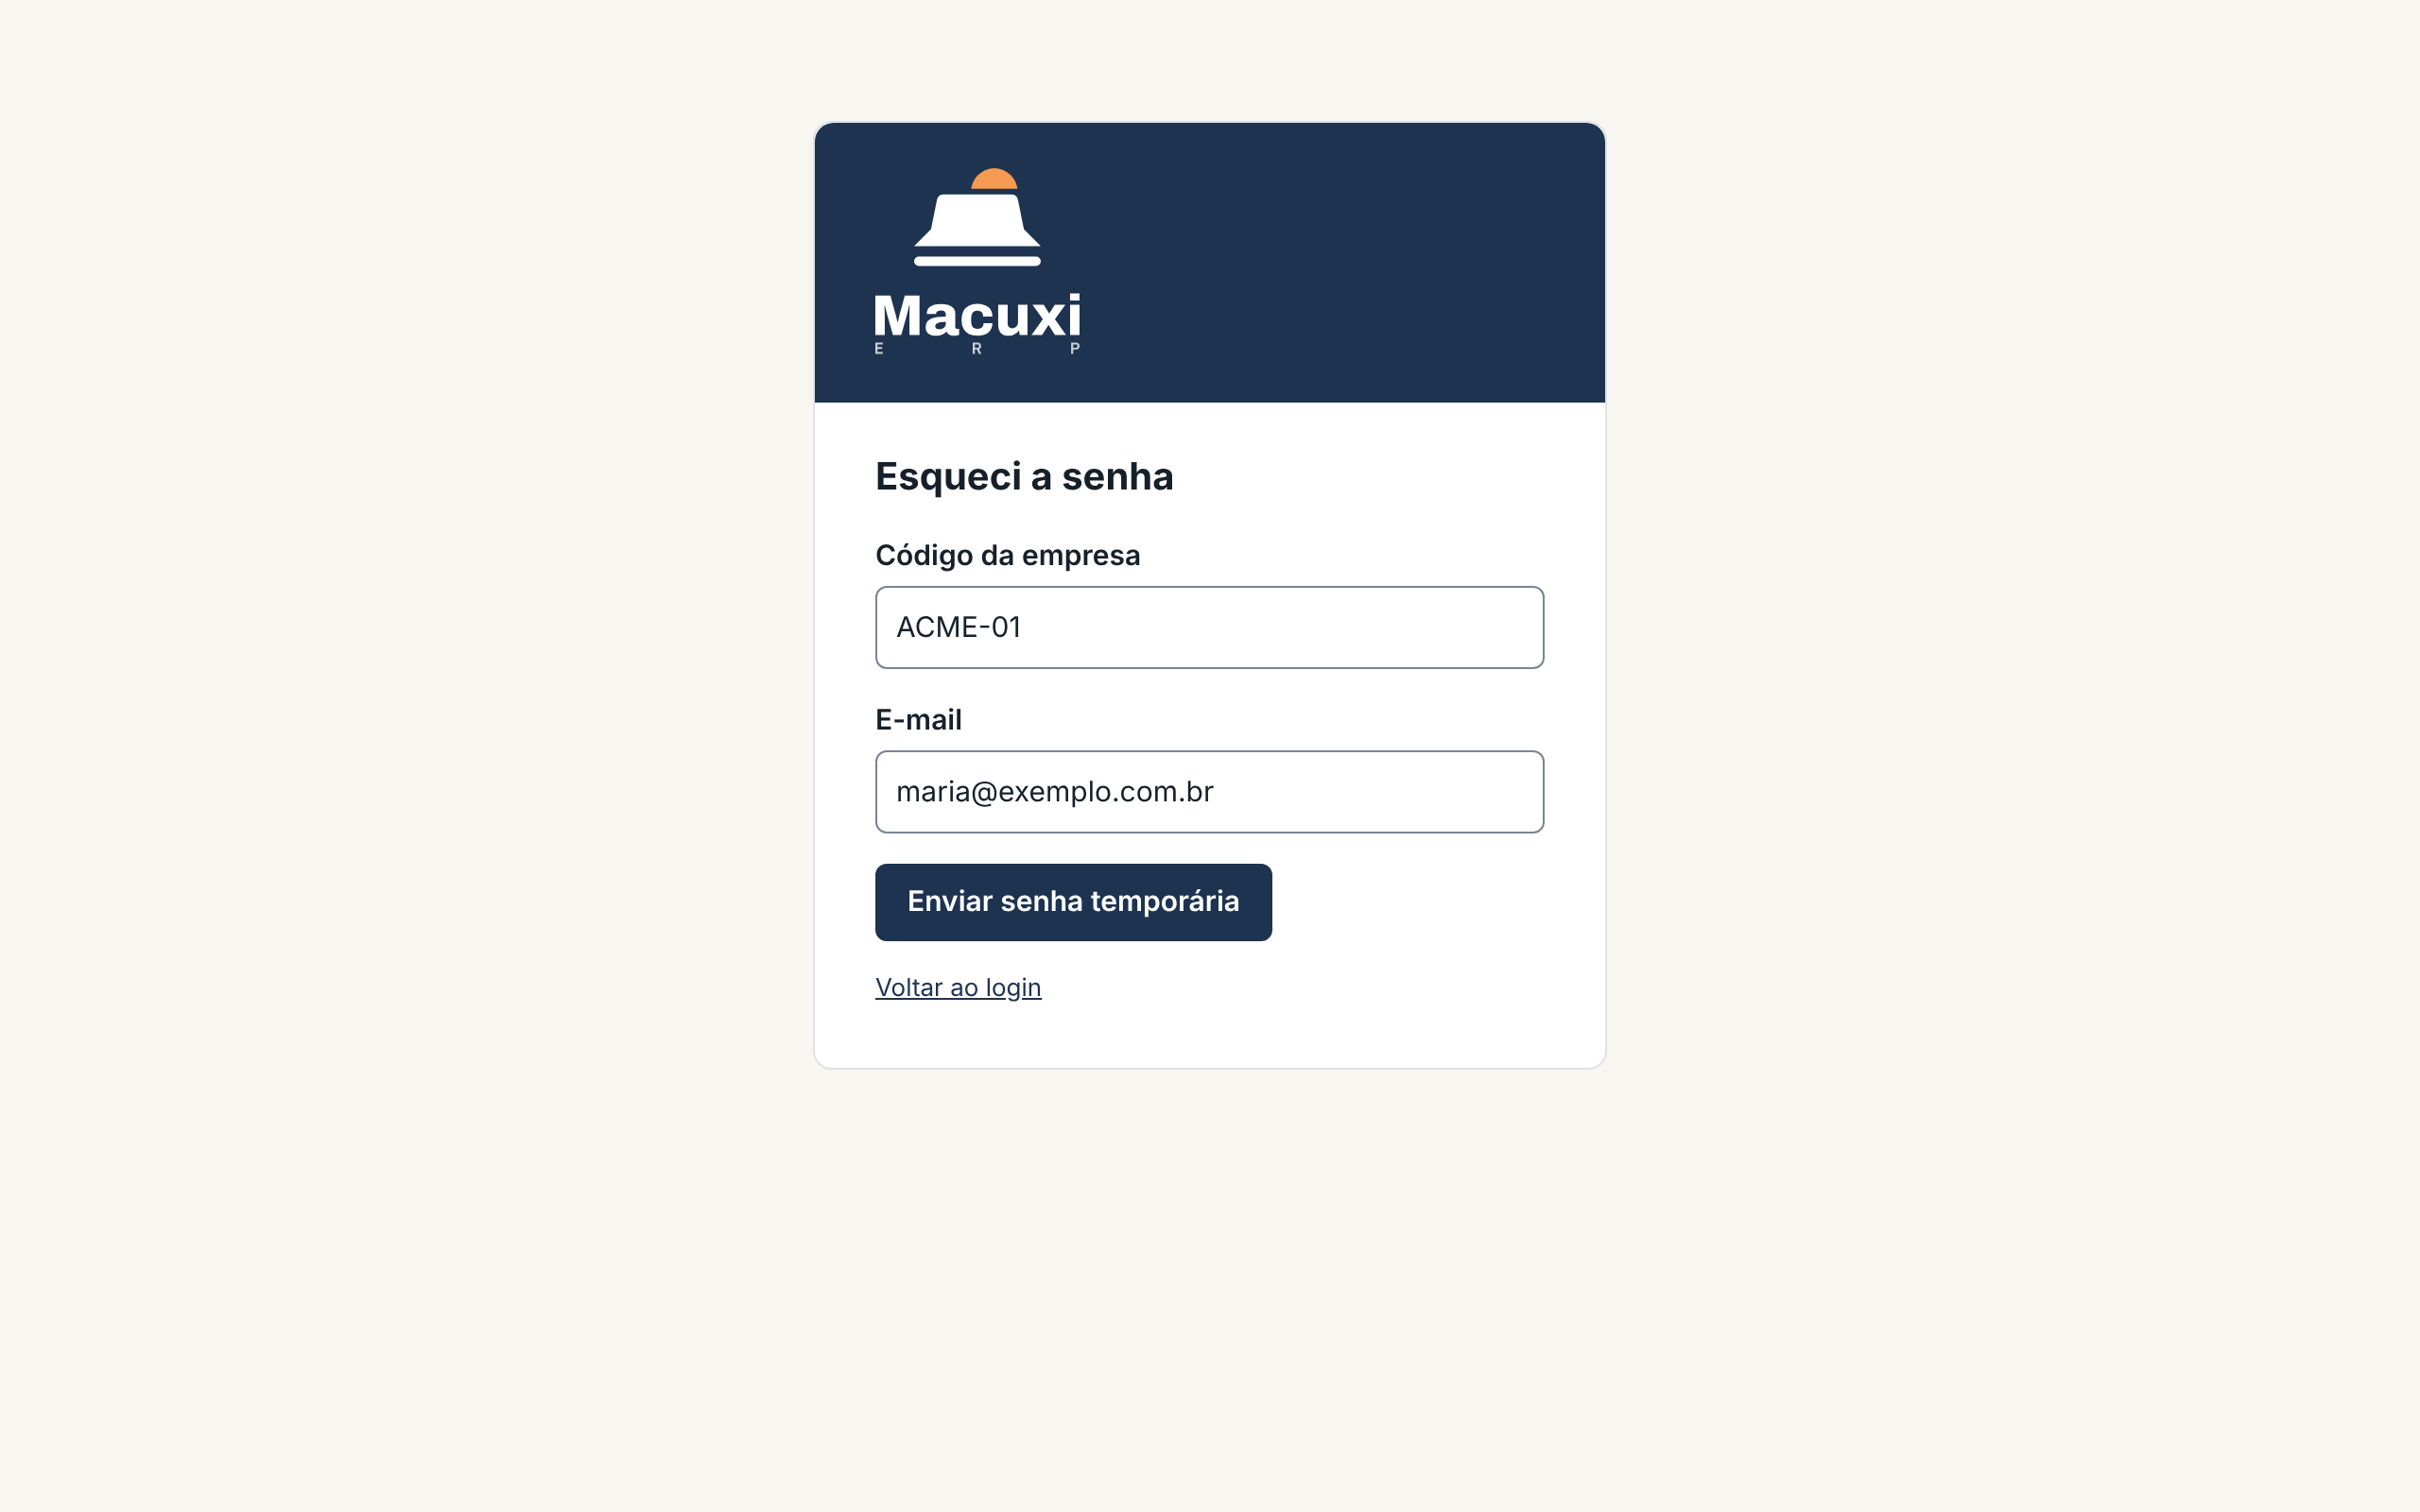 Macuxi
E R P
Esqueci a senha
Código da empresa
ACME-01
E-mail
maria@exemplo.com.br
Enviar senha temporária
Voltar ao login